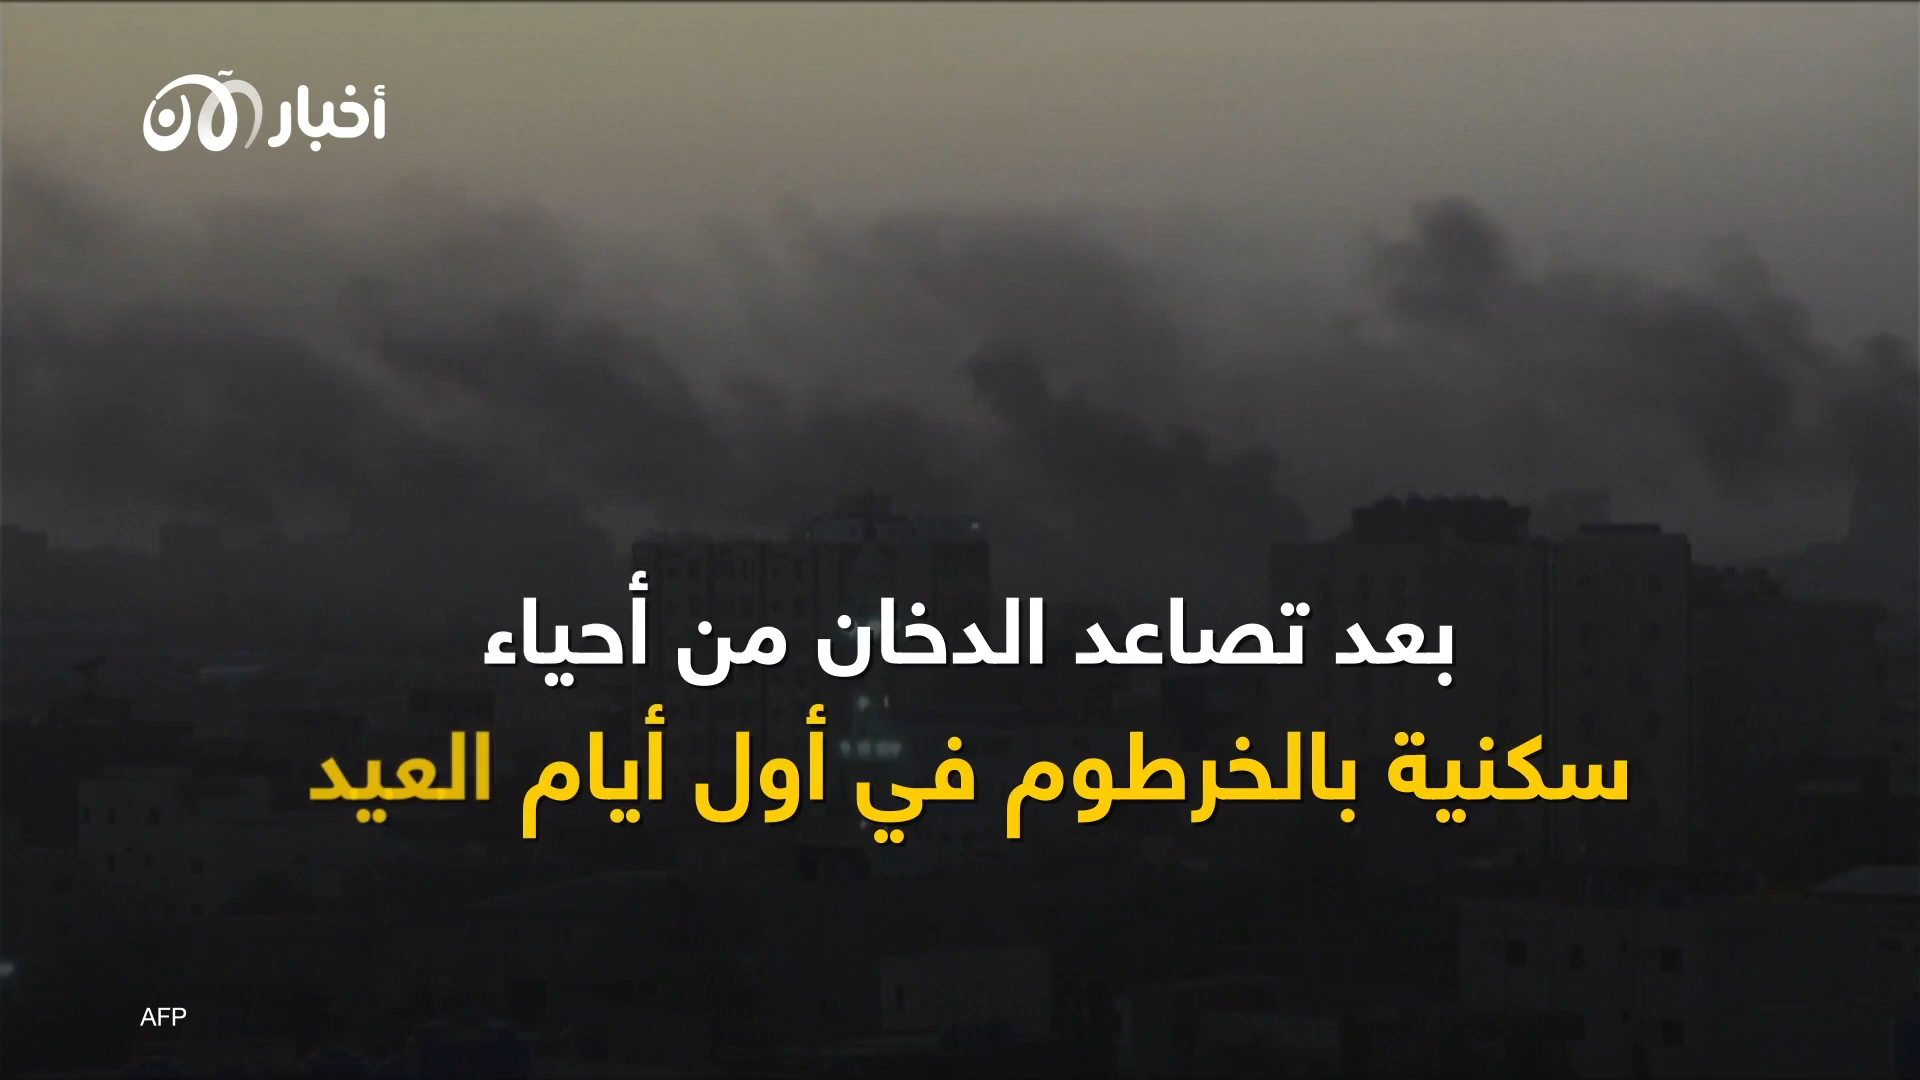 أخبار الآن
بعد تصاعد الدخان من أحياء
سكنية بالخرطوم في أول أيام العيد
AFP